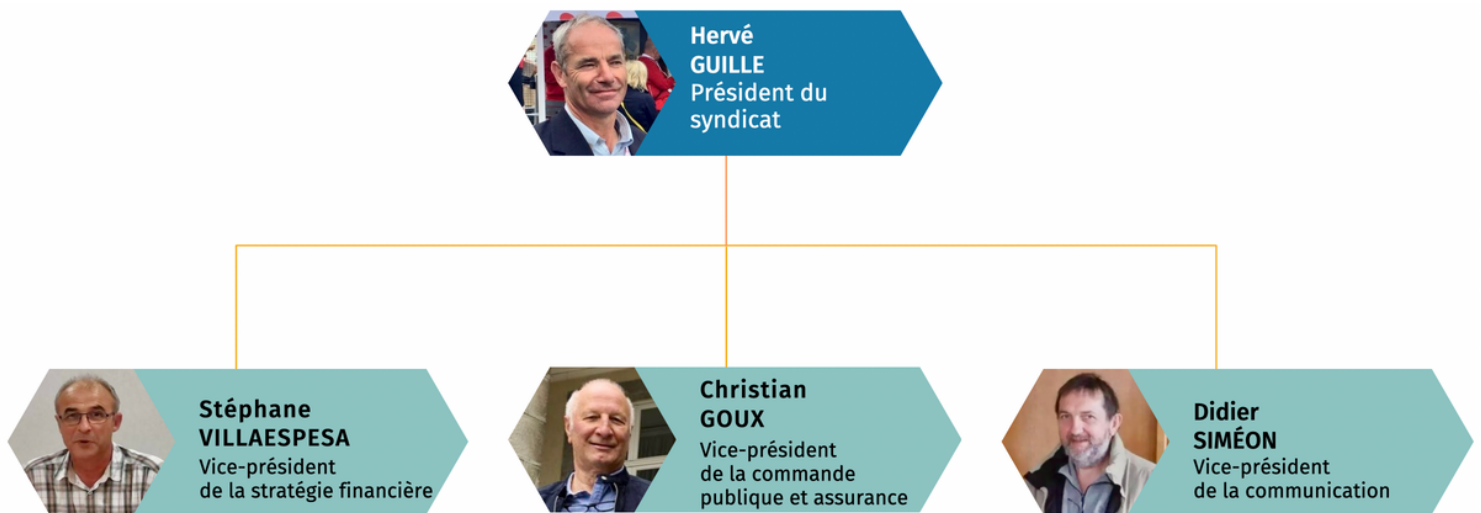 Hervé
GUILLE
Président du
syndicat
Stéphane
VILLAESPESA
Vice-président
de la stratégie financière
Christian
GOUX
Vice-président
de la commande
publique et assurance
Didier
SIMÉON
Vice-président
de la communication